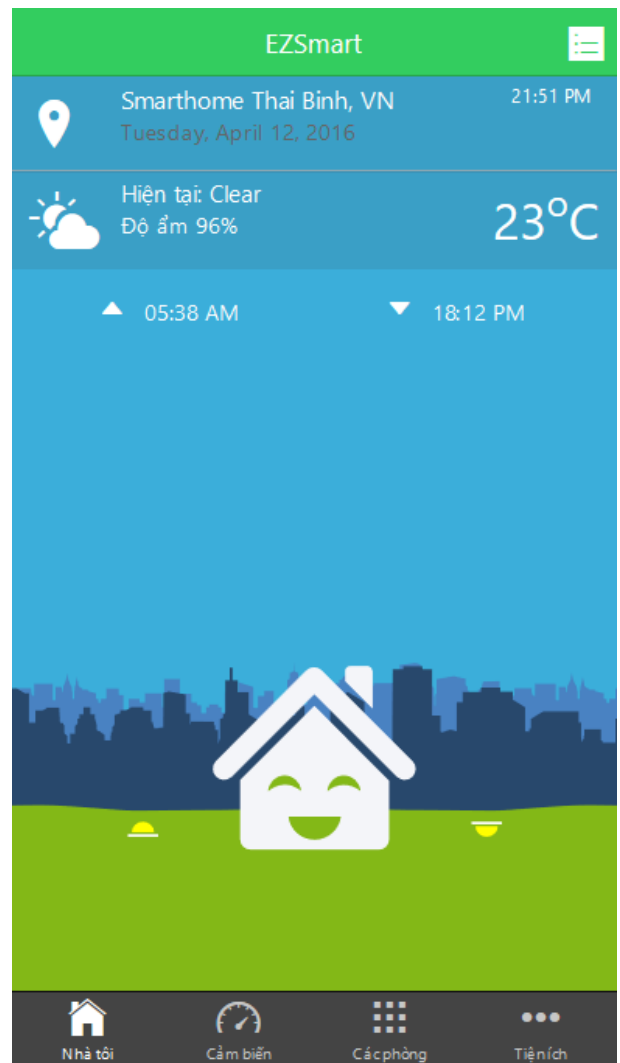 EZSmart
Smarthome Thai Binh, VN
21:51 PM
Tuesday, April 12, 2016
Hiện tại: Clear
Độ ẩm 96%
23°C
05:38 AM
18:12 PM
Nhà tôi
Cảm biến
Các phòng
Tiện ích